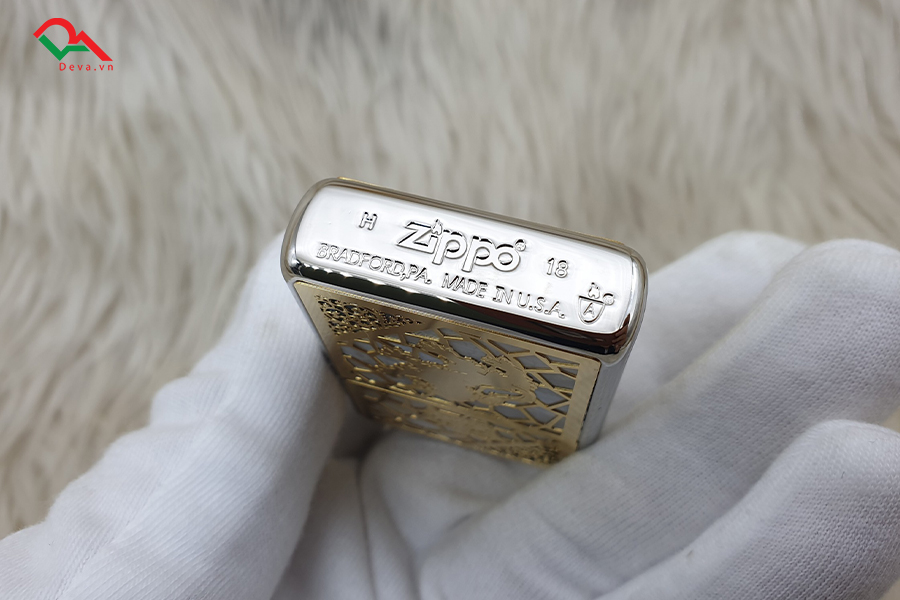 Deva.vn
H Zippo 18
BRADFORD,PA. MADE IN U.S.A.
A